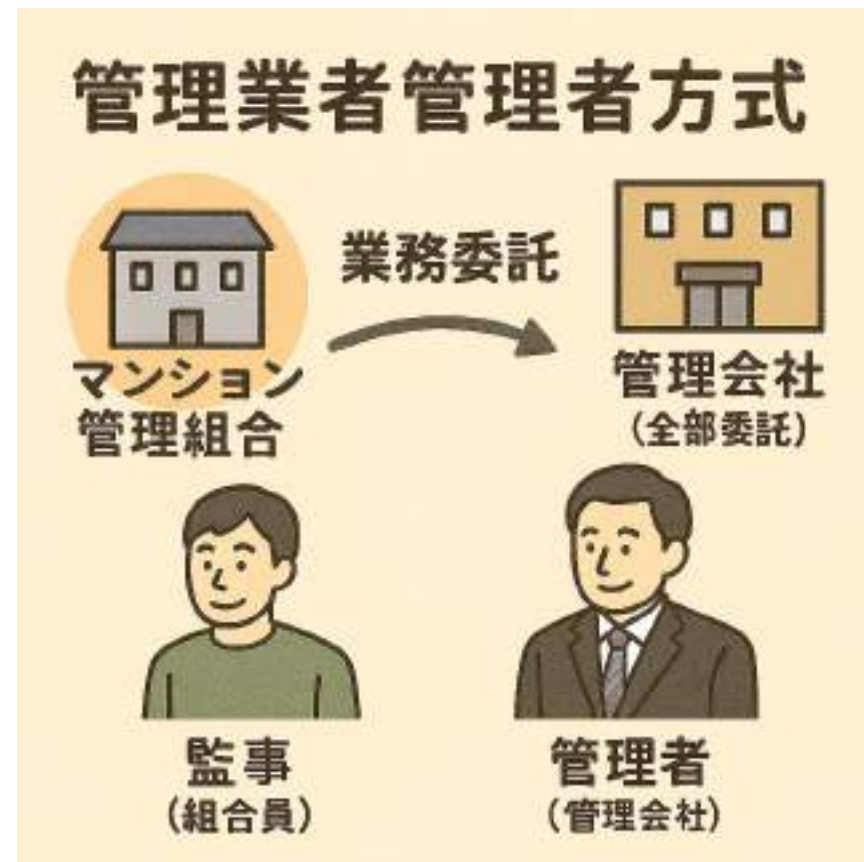 管理業者管理者方式
業務委託
マンション
管理組合
管理会社
(全部委託)
監事
(組合員)
管理者
(管理会社)